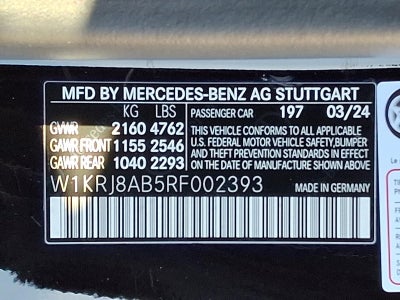 MFD BY MERCEDES-BENZ AG STUTTGART
KG LBS PASSENGER CAR 197 03/24
GVWR 2160 4762 THIS VEHICLE CONFORMS TO ALL APPLICABLE
GAWR FRONT 1155 2546 U.S. FEDERAL MOTOR VEHICLE SAFETY, BUMPER,
AND THEFT PREVENTION STANDARDS IN EFFECT
GAWR REAR 1040 2293 ON THE DATE OF MANUFACTURE SHOWN ABOVE.
W1KRJ8AB5RF002393 MADE IN GERMANY